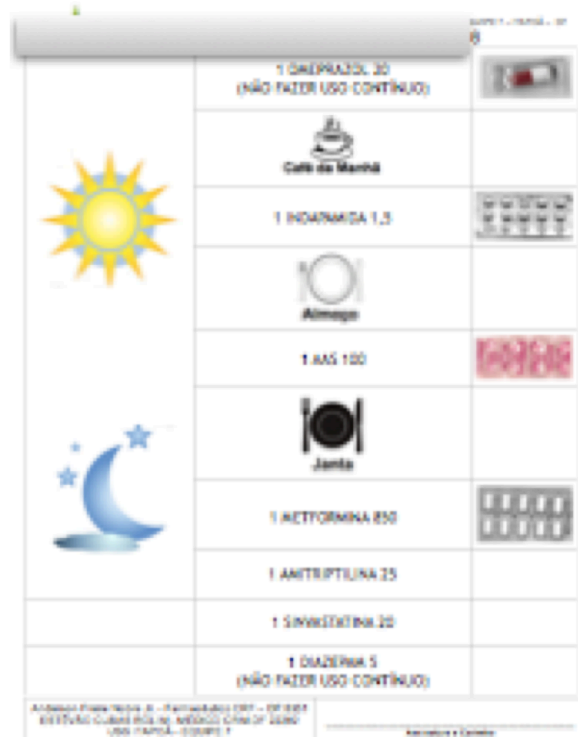 1 OMEPRAZOL 20
(NÃO FAZER USO CONTÍNUO)
Café da Manhã
1 INDAPAMIDA 1,5
Almoço
1 AAS 100
Janta
1 METFORMINA 850
1 AMITRIPTILINA 25
1 SINVASTATINA 20
1 DIAZEPAM 5
(NÃO FAZER USO CONTÍNUO)